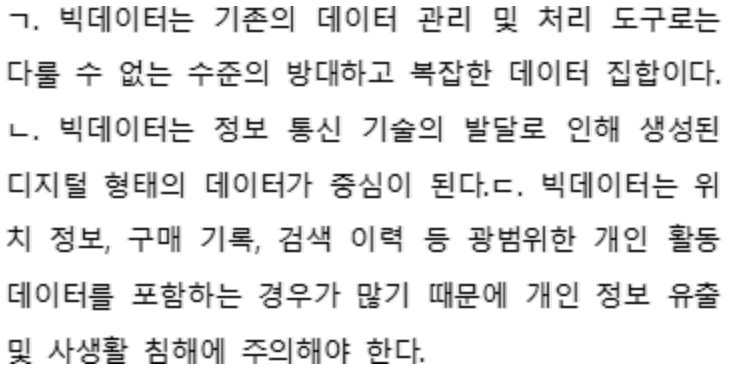 ㄱ. 빅데이터는 기존의 데이터 관리 및 처리 도구로는
다룰 수 없는 수준의 방대하고 복잡한 데이터 집합이다.
ㄴ. 빅데이터는 정보 통신 기술의 발달로 인해 생성된
디지털 형태의 데이터가 중심이 된다.ㄷ. 빅데이터는 위
치 정보, 구매 기록, 검색 이력 등 광범위한 개인 활동
데이터를 포함하는 경우가 많기 때문에 개인 정보 유출
및 사생활 침해에 주의해야 한다.